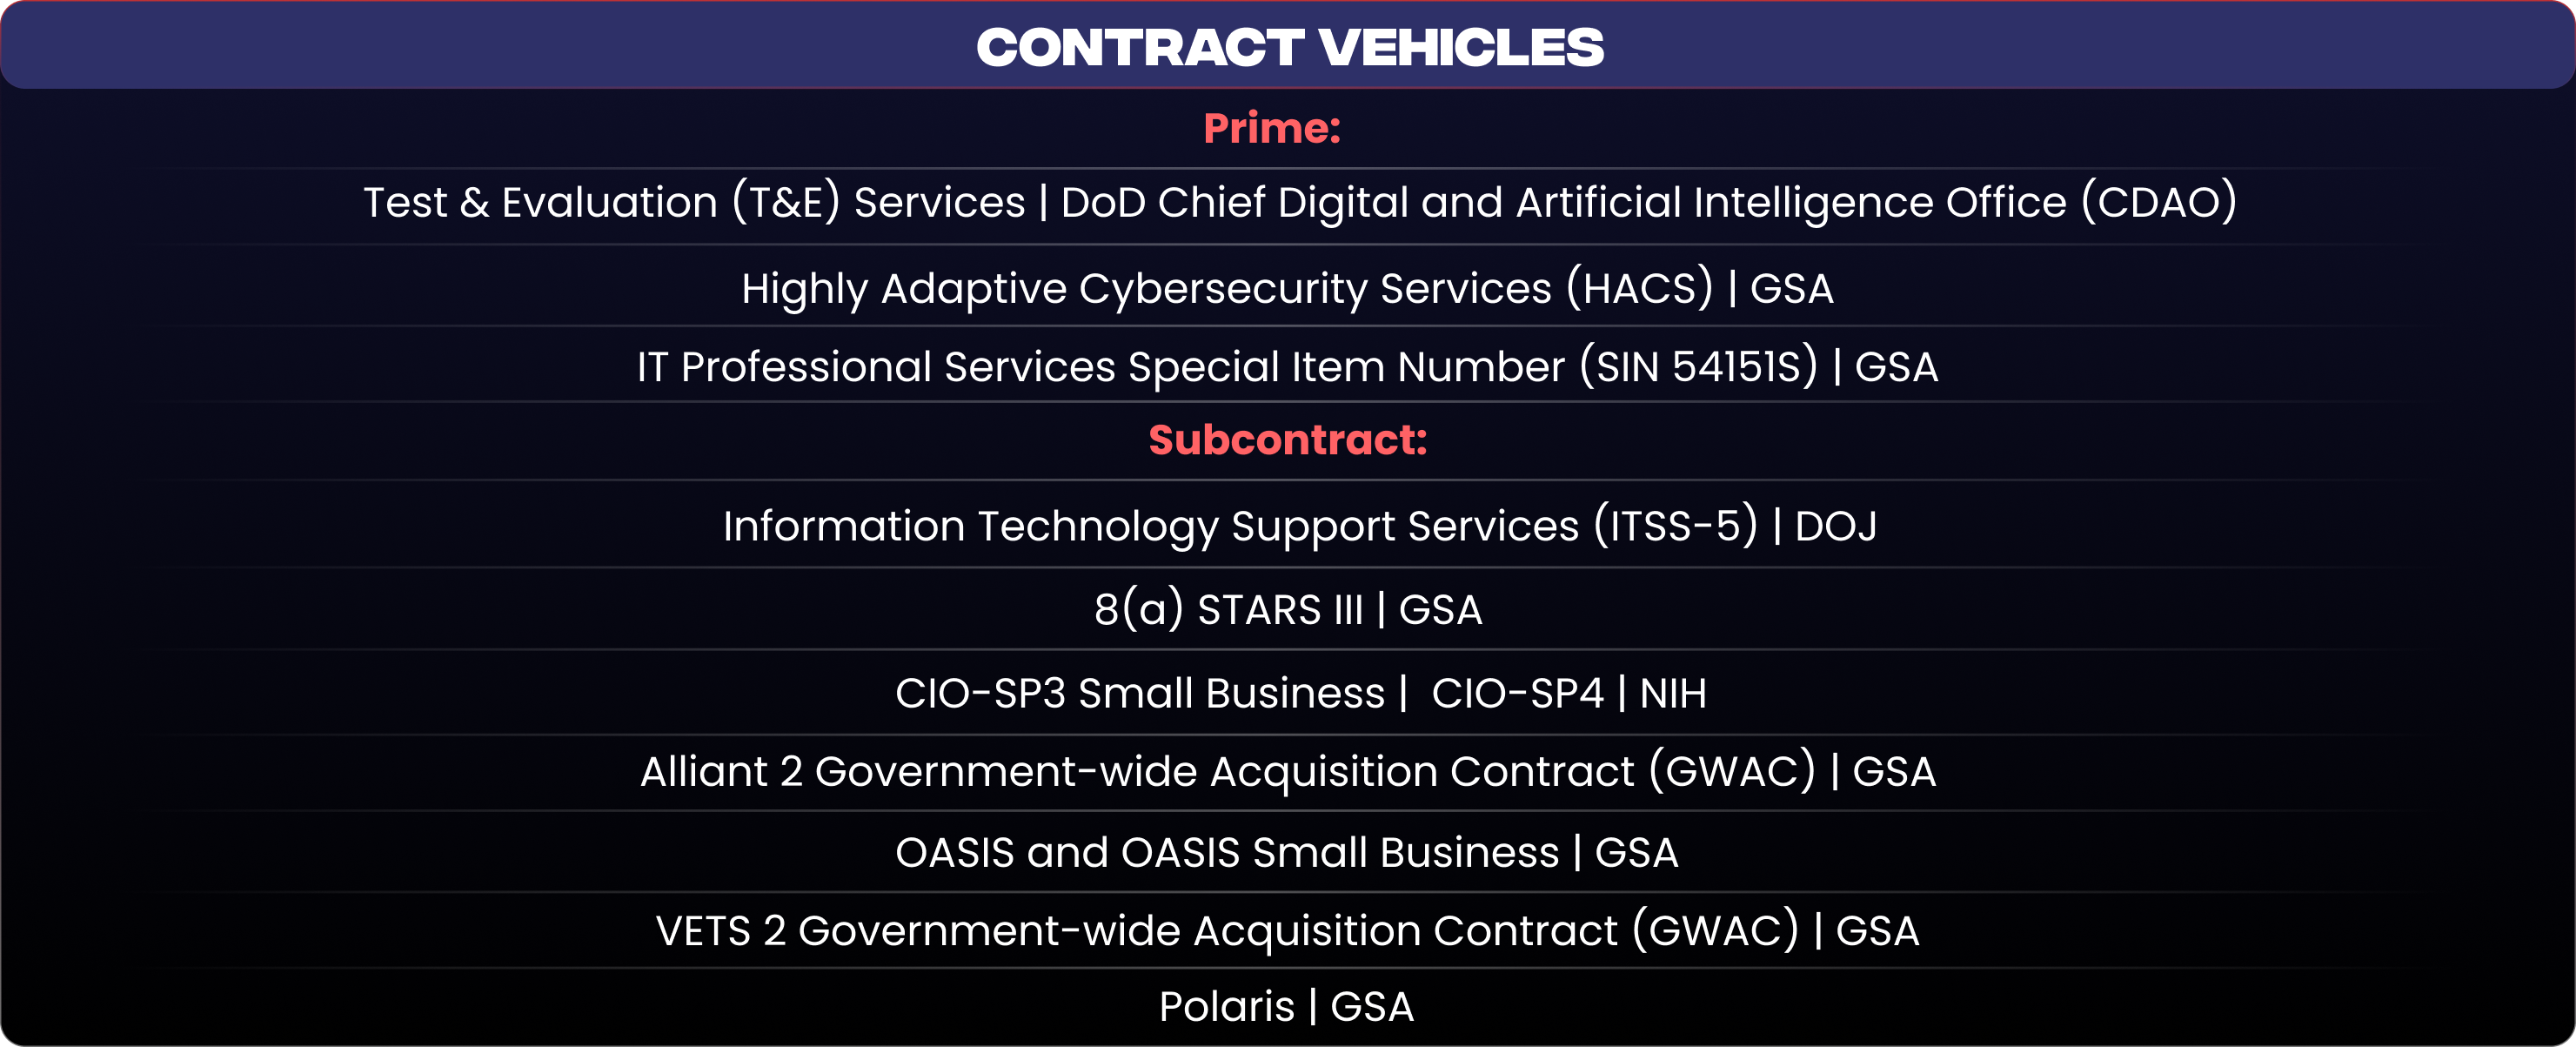 CONTRACT VEHICLES
Prime:
Test & Evaluation (T&E) Services | DoD Chief Digital and Artificial Intelligence Office (CDAO)
Highly Adaptive Cybersecurity Services (HACS) | GSA
IT Professional Services Special Item Number (SIN 54151S) | GSA
Subcontract:
Information Technology Support Services (ITSS-5) | DOJ
8(a) STARS III | GSA
CIO-SP3 Small Business |  CIO-SP4 | NIH
Alliant 2 Government-wide Acquisition Contract (GWAC) | GSA
OASIS and OASIS Small Business | GSA
VETS 2 Government-wide Acquisition Contract (GWAC) | GSA
Polaris | GSA